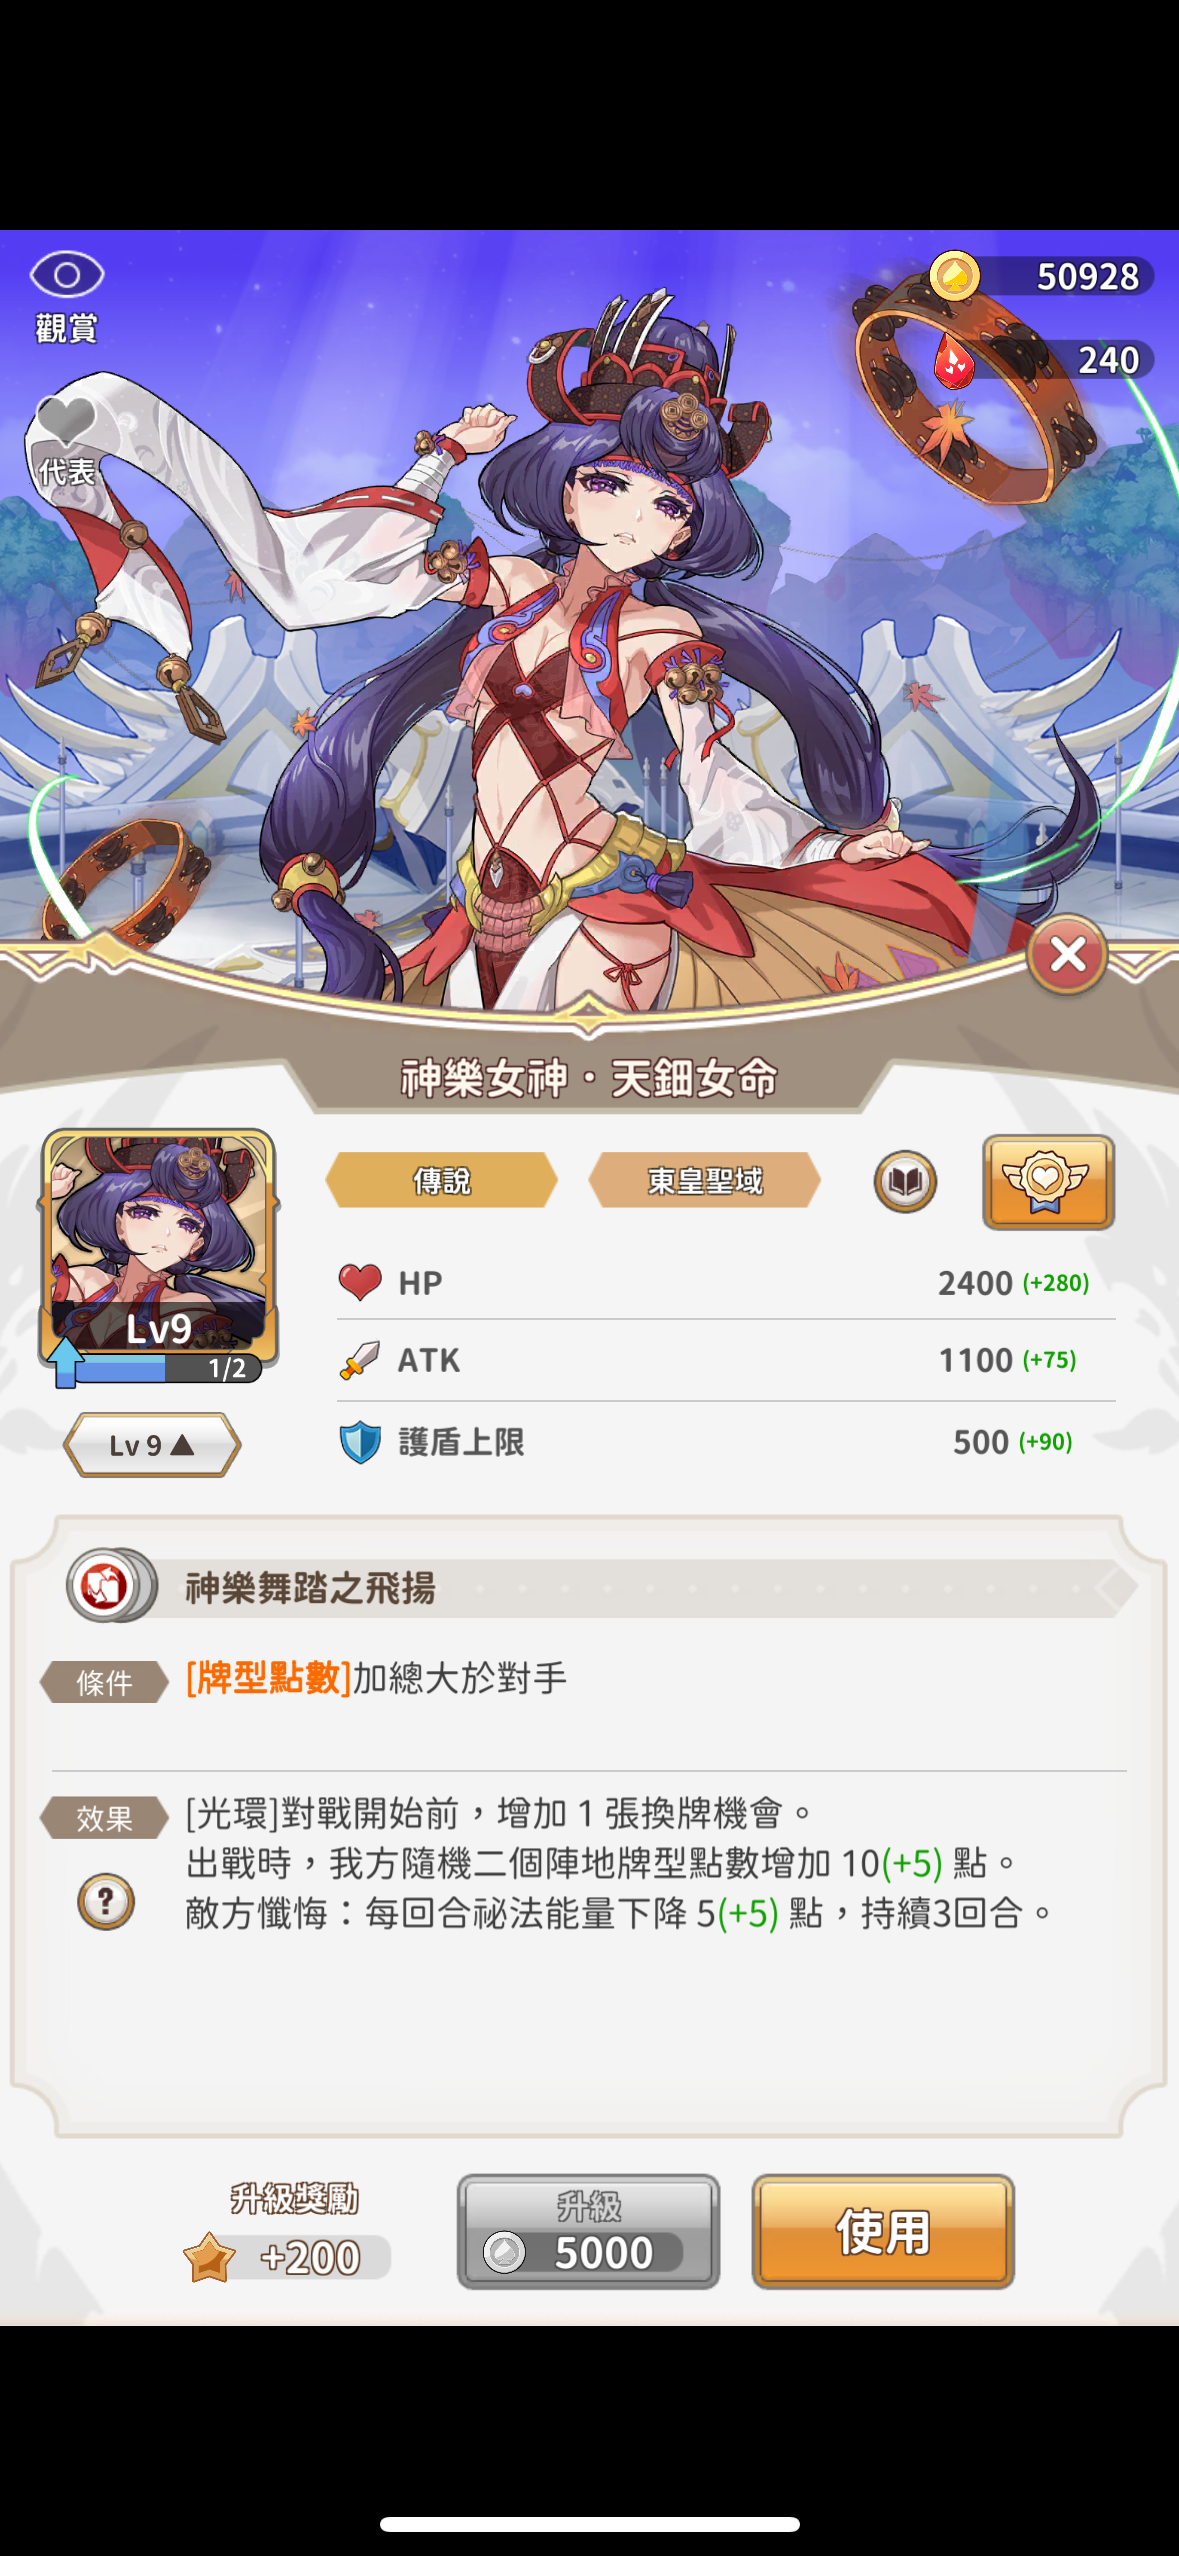 觀賞
50928
240
代表
神樂女神·天鈿女命
傳說
東皇聖域
HP
2400 (+280)
Lv9
1/2
ATK
1100 (+75)
Lv 9 ▲
護盾上限
500 (+90)
神樂舞踏之飛揚
條件
[牌型點數]加總大於對手
效果
[光環]對戰開始前，增加 1 張換牌機會。
出戰時，我方隨機二個陣地牌型點數增加 10(+5) 點。
?
敵方懺悔：每回合祕法能量下降 5(+5) 點，持續3回合。
升級獎勵
+200
升級
5000
使用